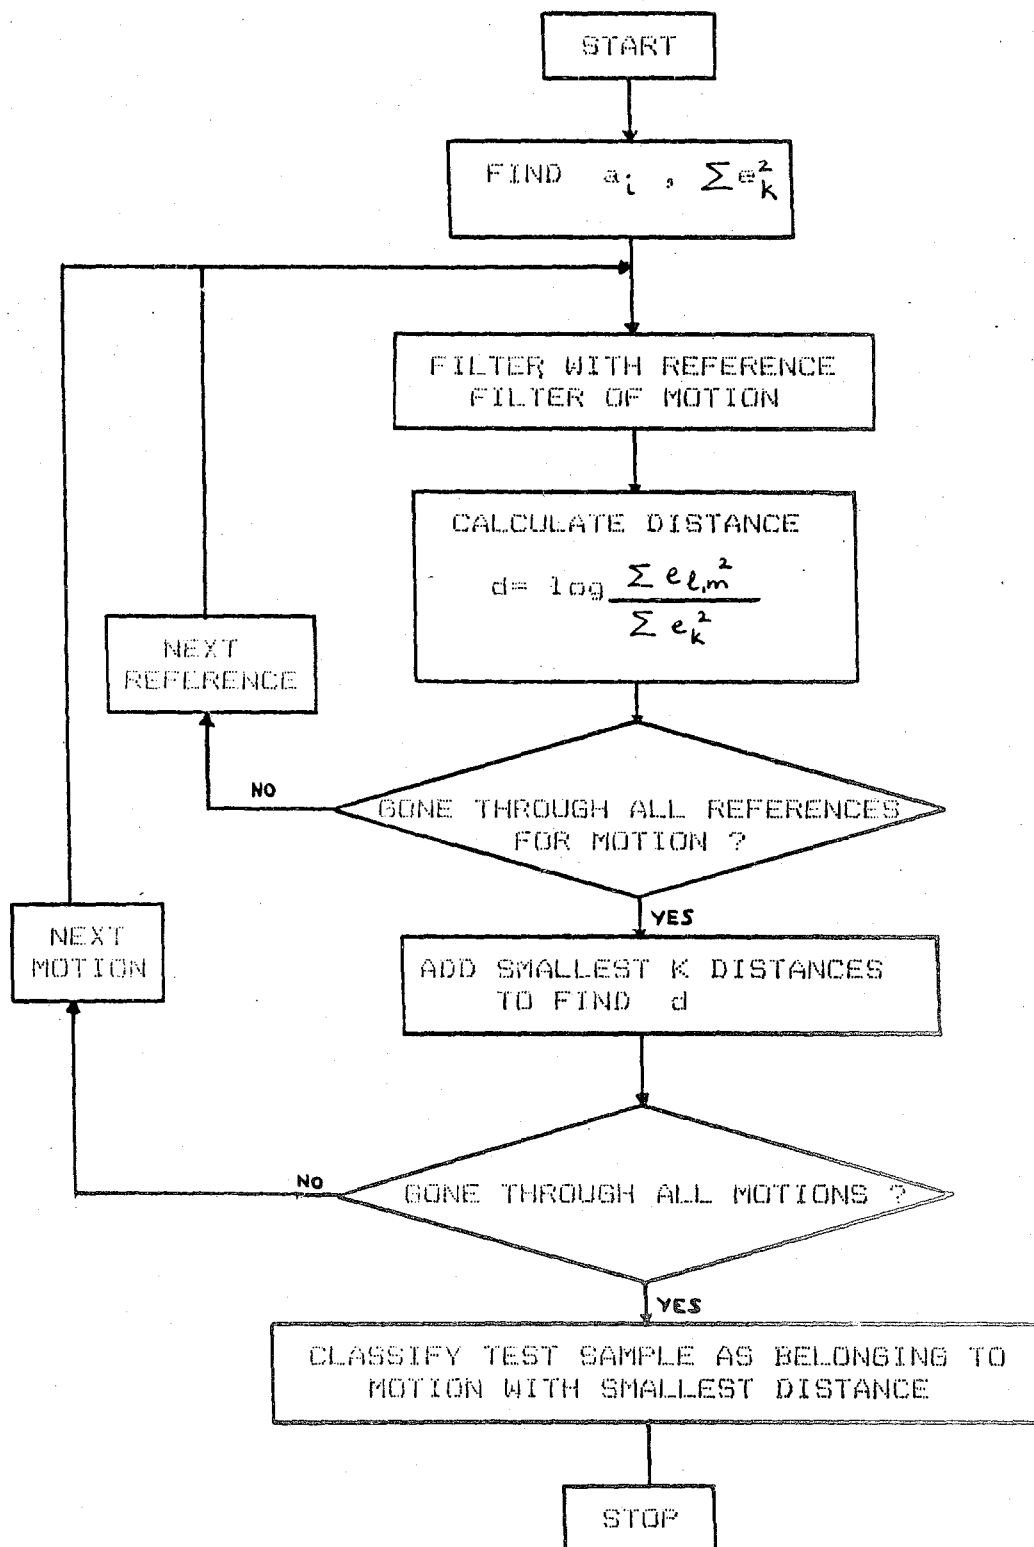 START
FIND a_i , Σe_k^2
FILTER WITH REFERENCE
FILTER OF MOTION
CALCULATE DISTANCE
d= log Σ e_{l,m}^2 / Σ e_k^2
NEXT
REFERENCE
NO
GONE THROUGH ALL REFERENCES
FOR MOTION ?
YES
NEXT
MOTION
ADD SMALLEST K DISTANCES
TO FIND d
NO
GONE THROUGH ALL MOTIONS ?
YES
CLASSIFY TEST SAMPLE AS BELONGING TO
MOTION WITH SMALLEST DISTANCE
STOP